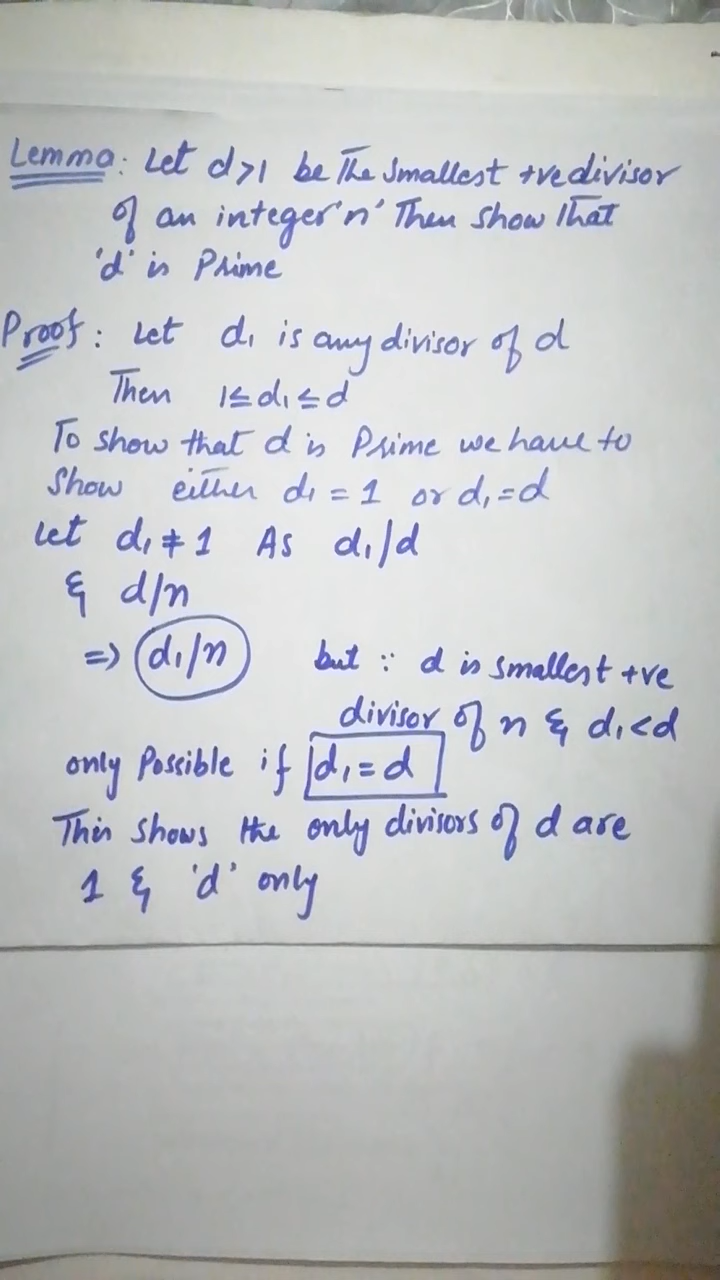 Lemma: Let d>1 be The Smallest +ve divisor
of an integer 'n' Then Show That
'd' is Prime
Proof: Let d₁ is any divisor of d
Then 1≤d₁≤d
To show that d is Prime we have to
Show either d₁ = 1 or d₁=d
Let d₁ ≠ 1 As d₁/d
& d/n
=> d₁/n but ∵ d is smallest +ve
divisor of n & d₁<d
only Possible if d₁=d
This Shows the only divisors of d are
1 & 'd' only